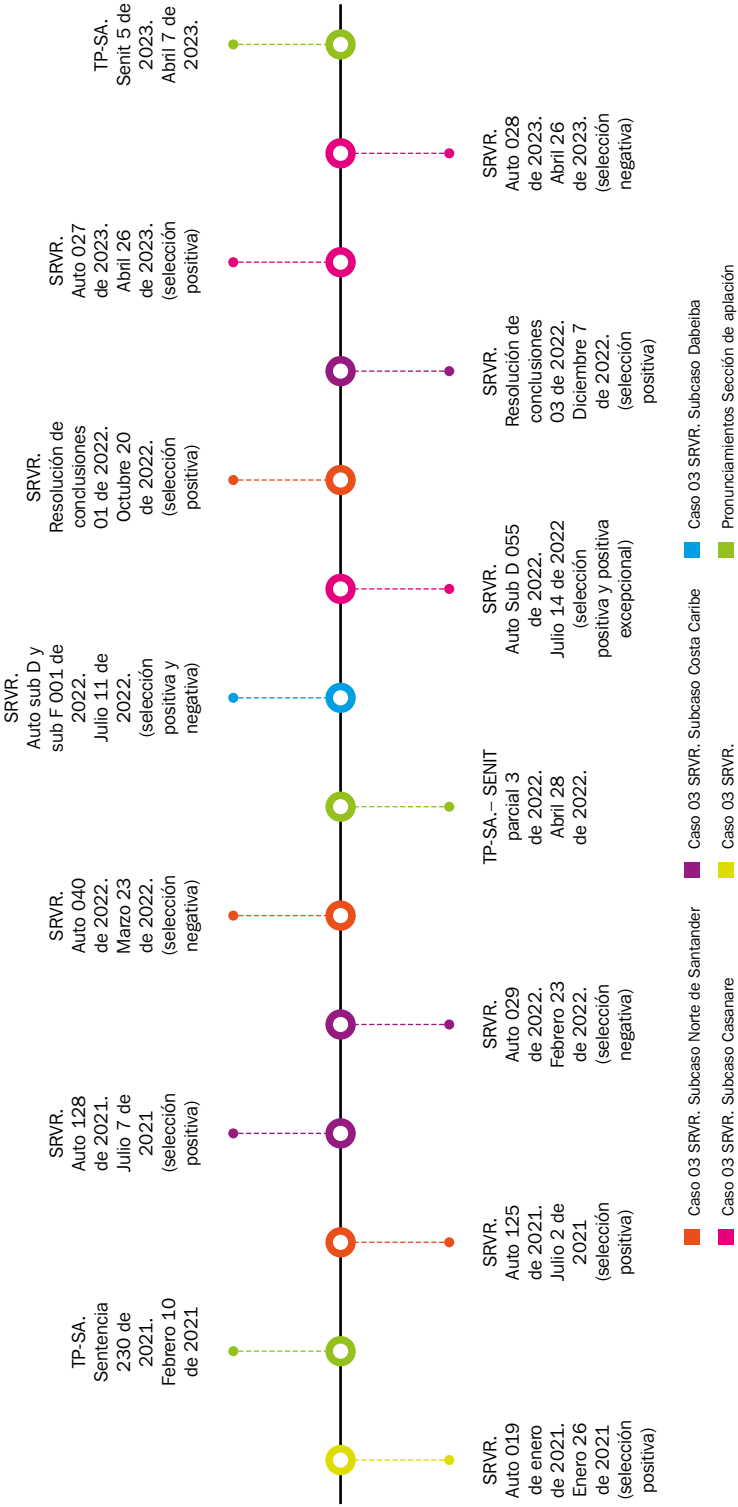 SRVR.
Auto 019
de enero
de 2021.
Enero 26
de 2021
(selección
positiva)
TP-SA.
Sentencia
230 de
2021.
Febrero 10
de 2021
SRVR.
Auto 125
de 2021.
Julio 2 de
2021
(selección
positiva)
SRVR.
Auto 128
de 2021.
Julio 7 de
2021
(selección
positiva)
SRVR.
Auto 029
de 2022.
Febrero 23
de 2022.
(selección
negativa)
SRVR.
Auto 040
de 2022.
Marzo 23
de 2022.
(selección
negativa)
TP-SA.– SENIT
parcial 3
de 2022.
Abril 28
de 2022.
SRVR.
Auto sub D y
sub F 001 de
2022.
Julio 11 de
2022.
(selección
positiva y
negativa)
SRVR.
Auto Sub D 055
de 2022.
Julio 14 de 2022
(selección
positiva y positiva
excepcional)
SRVR.
Resolución de
conclusiones
01 de 2022.
Octubre 20
de 2022.
(selección
positiva)
SRVR.
Resolución de
conclusiones
03 de 2022.
Diciembre 7
de 2022.
(selección
positiva)
SRVR.
Auto 027
de 2023.
Abril 26
de 2023.
(selección
positiva)
SRVR.
Auto 028
de 2023.
Abril 26
de 2023.
(selección
negativa)
TP-SA.
Senit 5 de
2023.
Abril 7 de
2023.
Caso 03 SRVR. Subcaso Norte de Santander
Caso 03 SRVR. Subcaso Costa Caribe
Caso 03 SRVR. Subcaso Dabeiba
Caso 03 SRVR. Subcaso Casanare
Caso 03 SRVR.
Pronunciamientos Sección de aplación